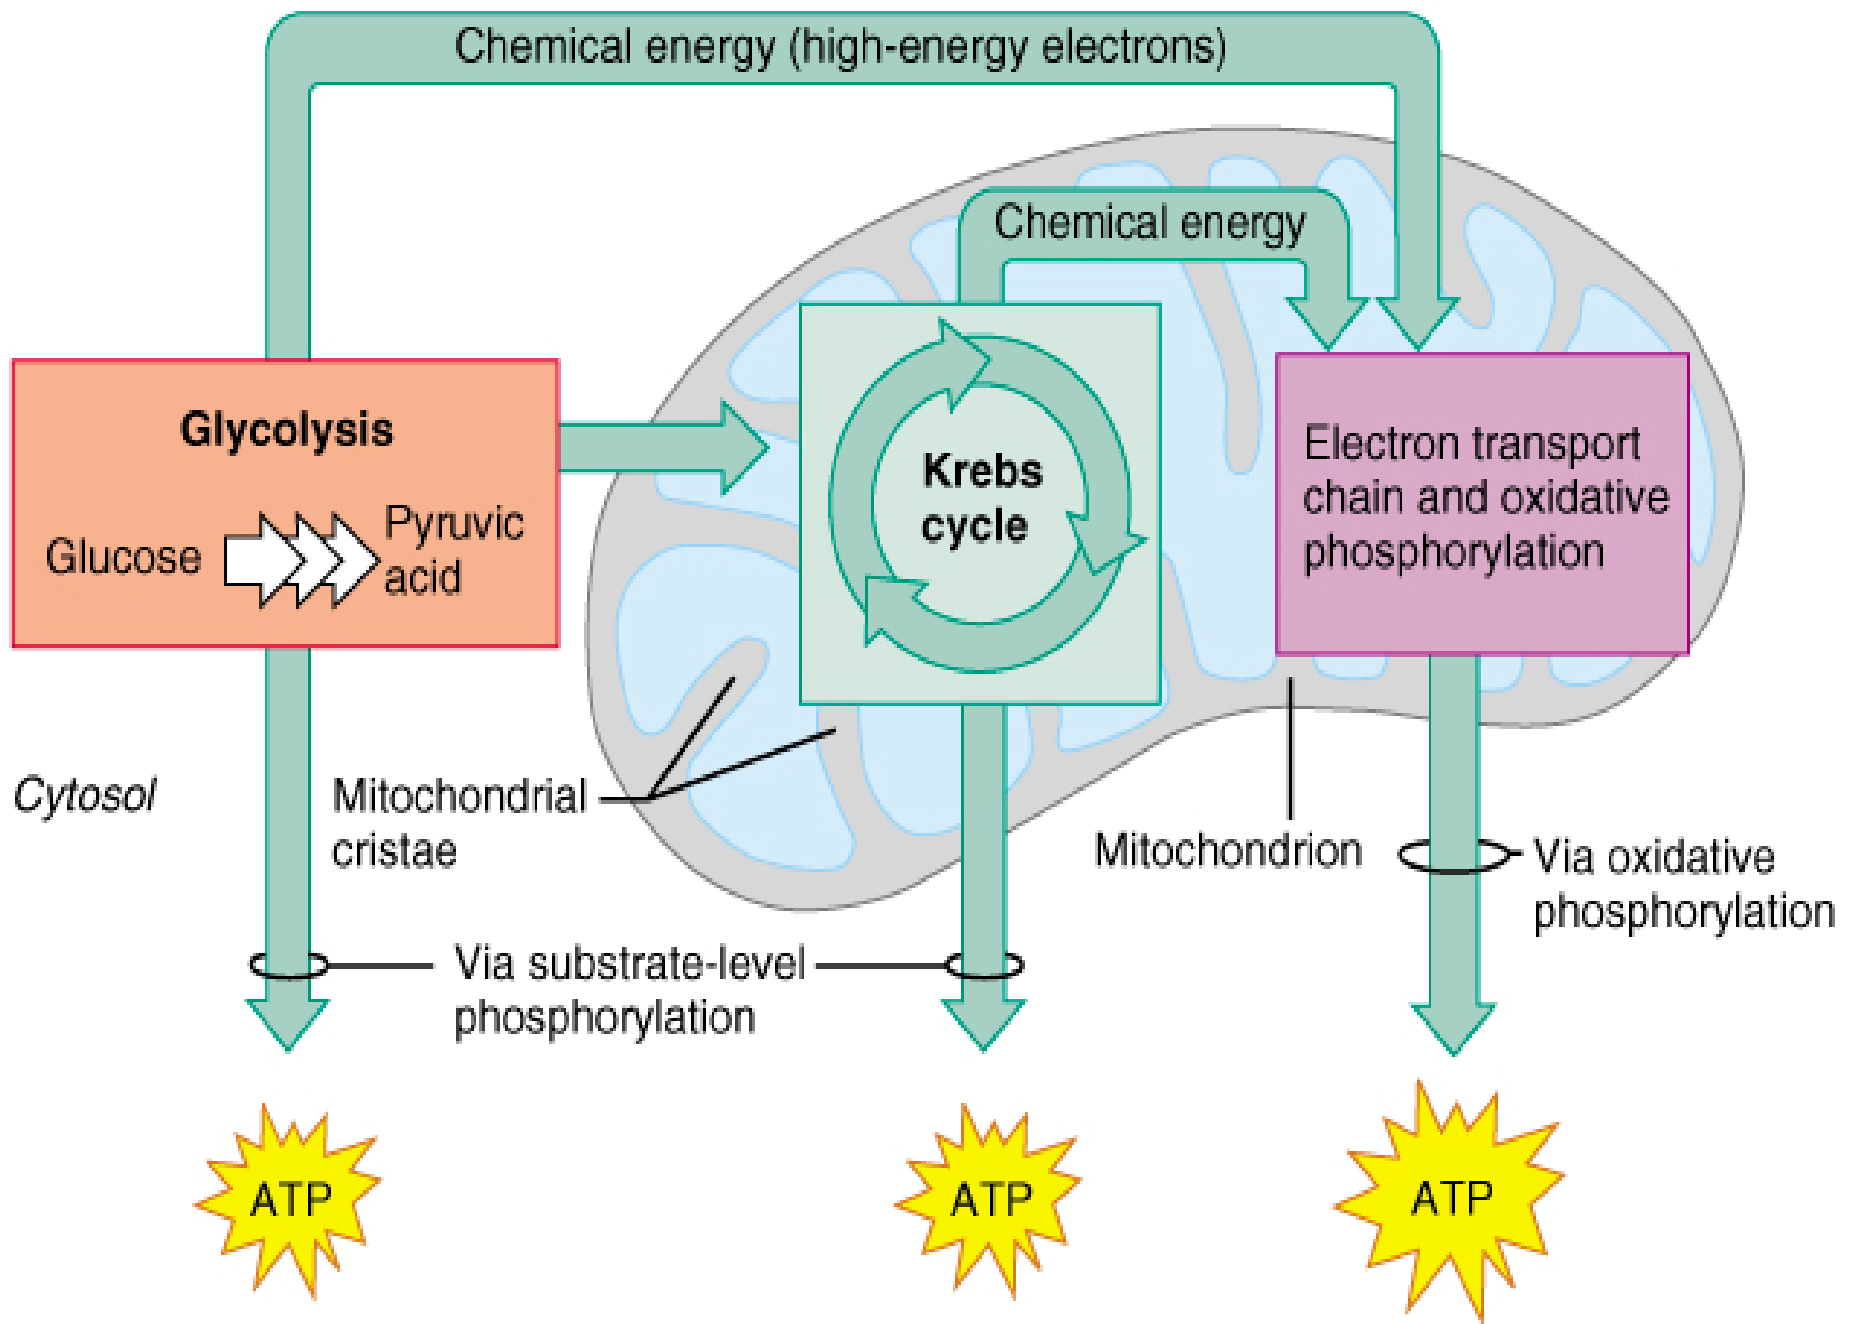 Chemical energy (high-energy electrons)
Chemical energy
Glycolysis
Glucose
Pyruvic
acid
Krebs
cycle
Electron transport
chain and oxidative
phosphorylation
Cytosol
Mitochondrial
cristae
Mitochondrion
Via oxidative
phosphorylation
Via substrate-level
phosphorylation
ATP
ATP
ATP